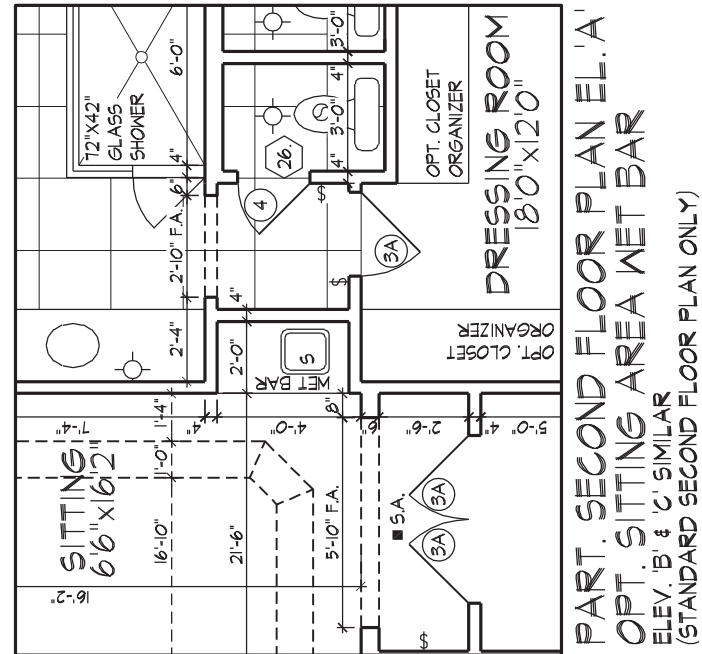 72"X42"
GLASS
SHOWER
6'-0"
4"
6"
2'-10" F.A.
2'-4"
3'-0"
4"
3'-0"
4"
26.
4
OPT. CLOSET
ORGANIZER
DRESSING ROOM
18'0"x12'0"
3A
$
$
4"
2'-0"
S
WET BAR
OPT. CLOSET
ORGANIZER
7'-4"
4"
4'-0"
8"
6"
2'-6"
4"
5'-0"
SITTING
6'6"x16'2"
1'-4"
1'-0"
16'-10"
21'-6"
16'-2"
5'-10" F.A.
S.A.
3A
3A
$
PART. SECOND FLOOR PLAN EL. 'A'
OPT. SITTING AREA WET BAR
ELEV. 'B' & 'C' SIMILAR
(STANDARD SECOND FLOOR PLAN ONLY)